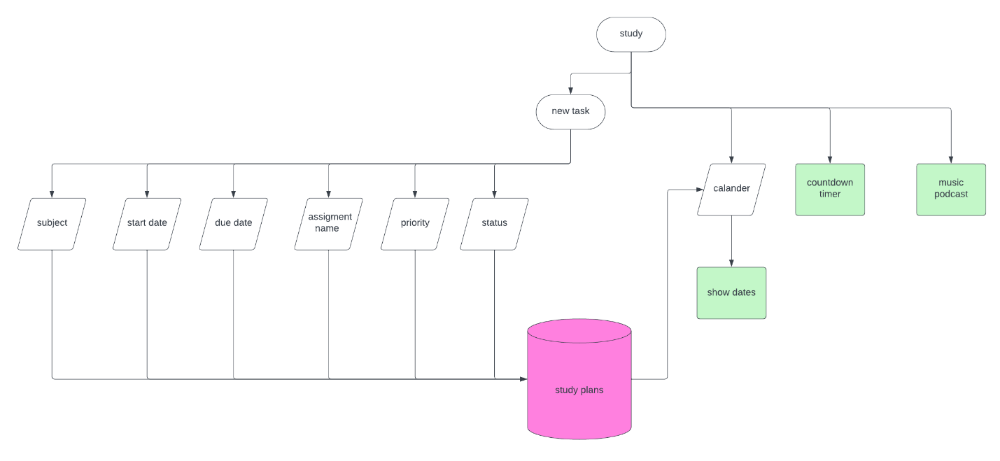 study
new task
calander
countdown
timer
music
podcast
subject
start date
due date
assigment
name
priority
status
show dates
study plans